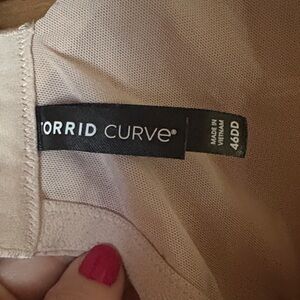 TORRID CURVE®
MADE IN
VIETNAM
46DD